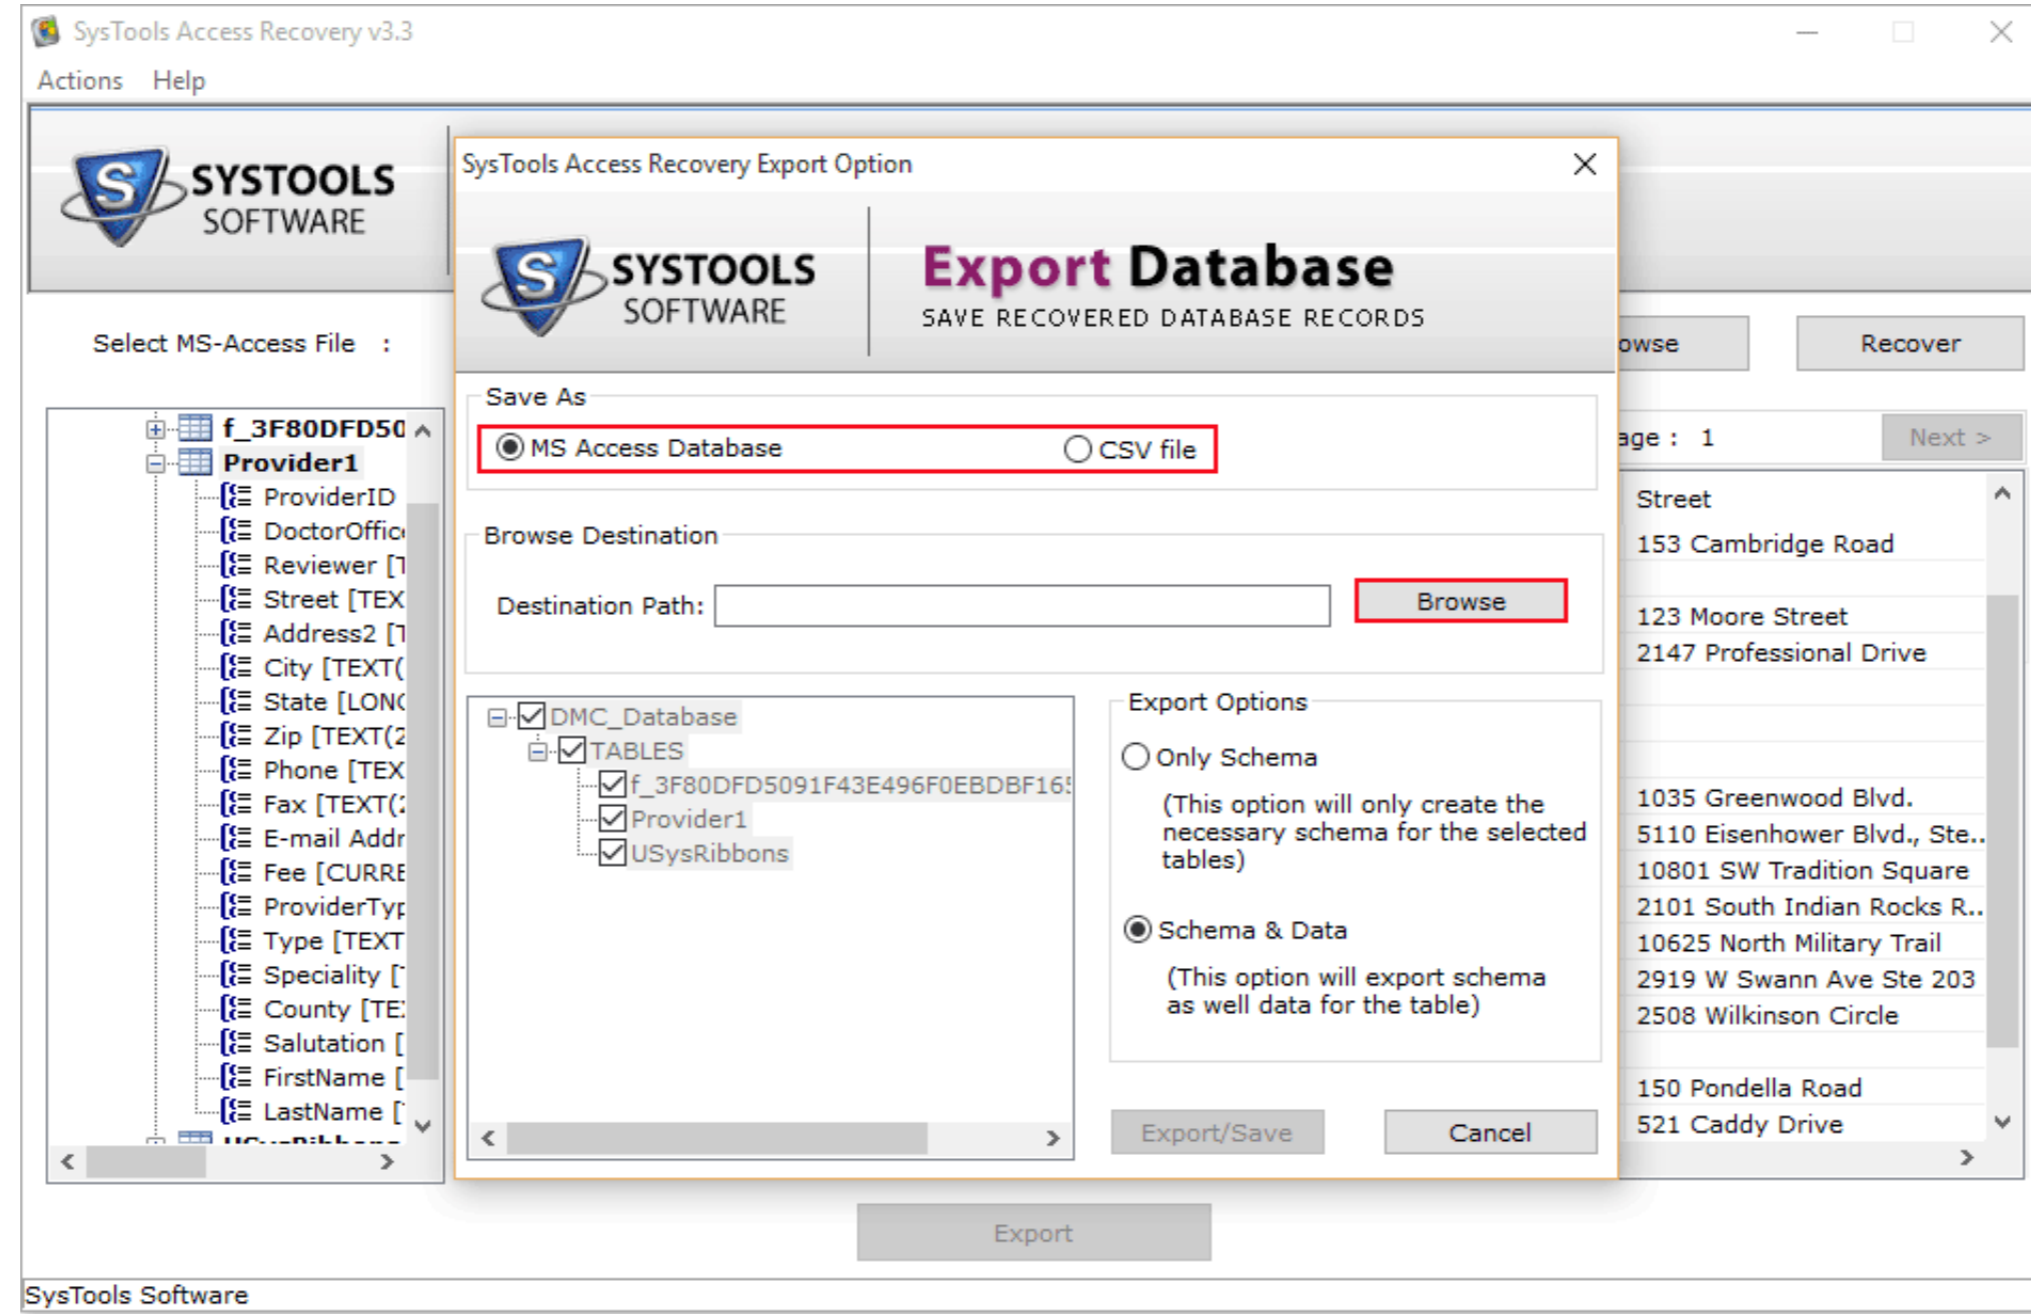 SysTools Access Recovery v3.3
Actions Help
SYSTOOLS
SOFTWARE
Select MS-Access File :
owse
Recover
age : 1
Next >
f_3F80DFD50
Provider1
ProviderID
DoctorOffic
Reviewer [
Street [TEX
Address2 [
City [TEXT(
State [LON
Zip [TEXT(2
Phone [TEX
Fax [TEXT(2
E-mail Addr
Fee [CURRE
ProviderTyp
Type [TEXT
Speciality [
County [TE
Salutation [
FirstName [
LastName [
USysRibbons
SysTools Access Recovery Export Option
SYSTOOLS
SOFTWARE
Export Database
SAVE RECOVERED DATABASE RECORDS
Save As
MS Access Database
CSV file
Browse Destination
Destination Path:
Browse
DMC_Database
TABLES
f_3F80DFD5091F43E496F0EBDBF165
Provider1
USysRibbons
Export Options
Only Schema
(This option will only create the
necessary schema for the selected
tables)
Schema & Data
(This option will export schema
as well data for the table)
Export/Save
Cancel
Street
153 Cambridge Road
123 Moore Street
2147 Professional Drive
1035 Greenwood Blvd.
5110 Eisenhower Blvd., Ste..
10801 SW Tradition Square
2101 South Indian Rocks R..
10625 North Military Trail
2919 W Swann Ave Ste 203
2508 Wilkinson Circle
150 Pondella Road
521 Caddy Drive
Export
SysTools Software